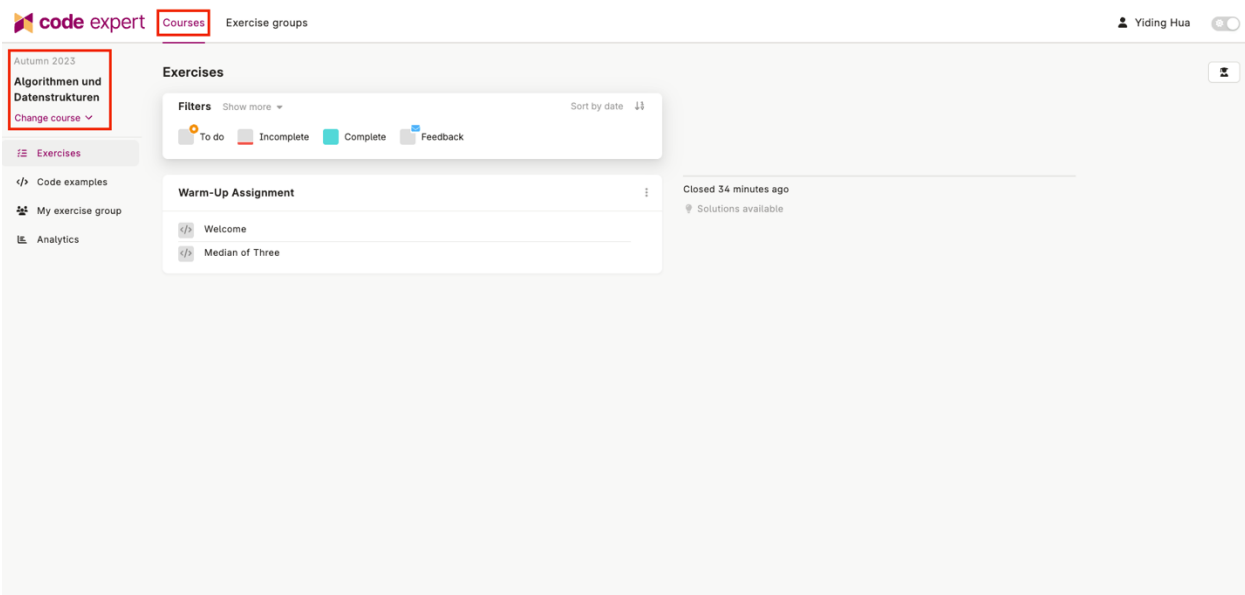 code expert Courses Exercise groups Yiding Hua
Autumn 2023
Algorithmen und
Datenstrukturen
Change course
Exercises
Code examples
My exercise group
Analytics
Exercises
Filters Show more Sort by date
To do Incomplete Complete Feedback
Warm-Up Assignment
Welcome
Median of Three
Closed 34 minutes ago
Solutions available